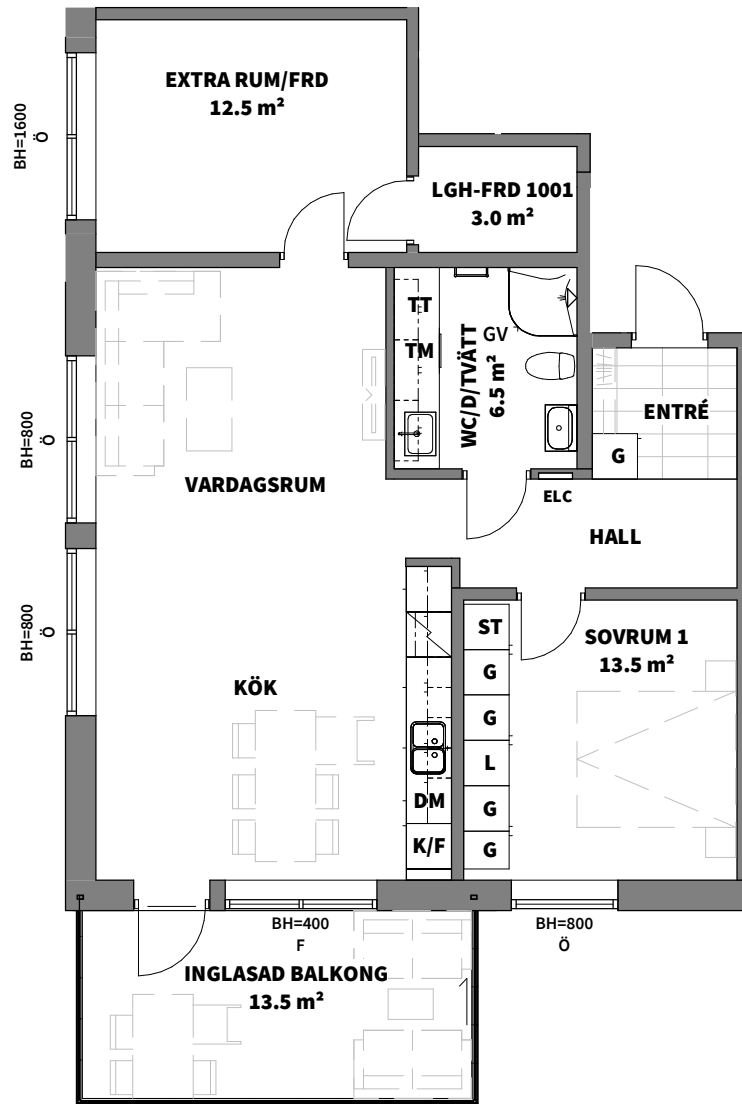 EXTRA RUM/FRD
12.5 m²
BH=1600
Ö
LGH-FRD 1001
3.0 m²
TT
TM
WC/D/TVÄTT
6.5 m²
GV
ENTRÉ
G
BH=800
Ö
VARDAGSRUM
ELC
HALL
BH=800
Ö
KÖK
ST
G
G
L
G
G
SOVRUM 1
13.5 m²
DM
K/F
BH=400
F
BH=800
Ö
INGLASAD BALKONG
13.5 m²